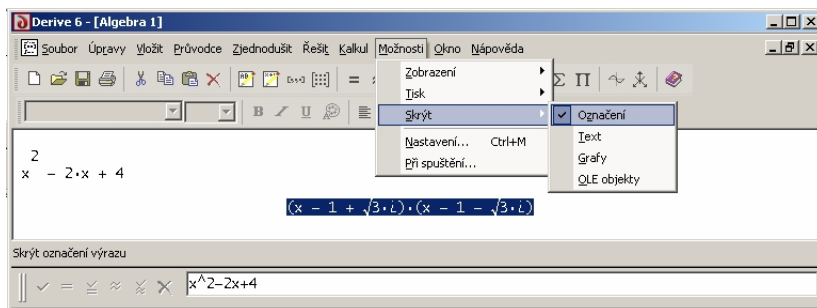 Derive 6 - [Algebra 1]
Soubor Úpravy Vložit Průvodce Zjednodušit Řešit Kalkul Možnosti Okno Nápověda
Zobrazení
Tisk
Skrýt
Označení
Nastavení... Ctrl+M
Text
Při spuštění...
Grafy
OLE objekty
2
x - 2·x + 4
(x - 1 + √3·i)·(x - 1 - √3·i)
Skrýt označení výrazu
x^2-2x+4